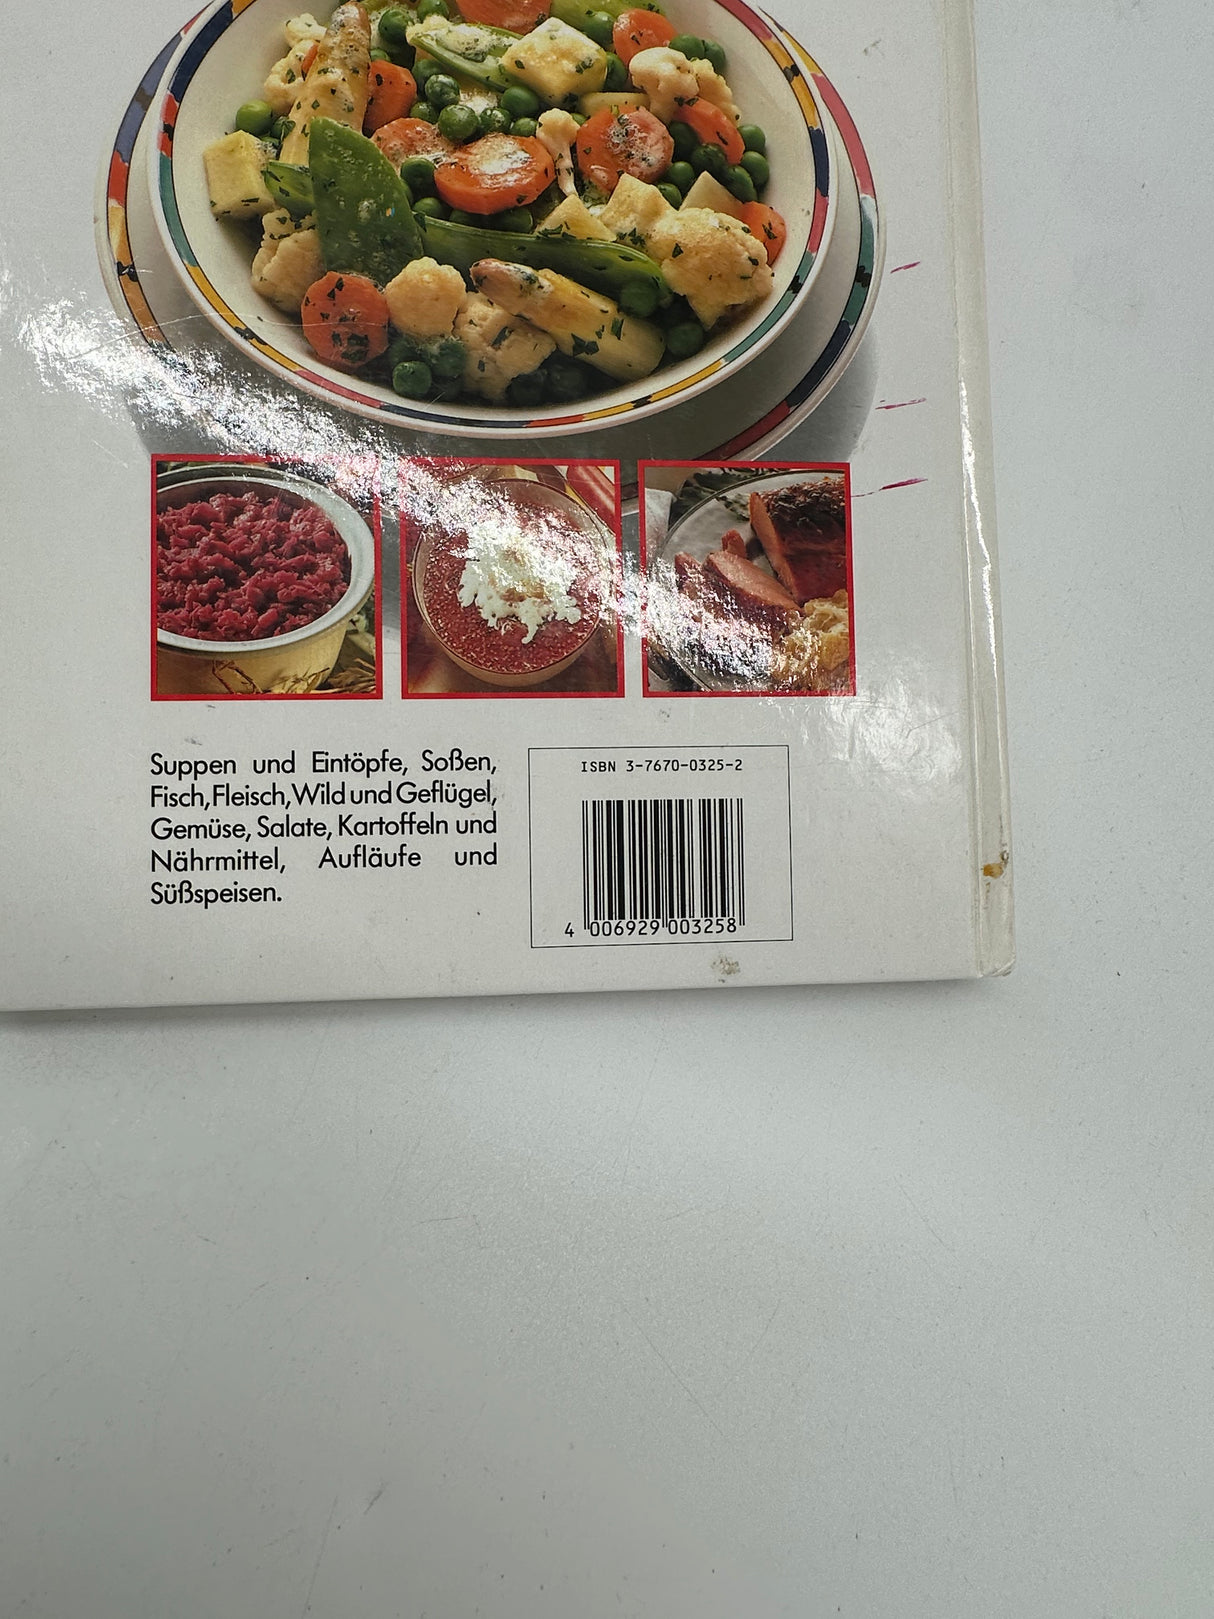 Suppen und Eintöpfe, Soßen,
Fisch, Fleisch, Wild und Geflügel,
Gemüse, Salate, Kartoffeln und
Nährmittel, Aufläufe und
Süßspeisen.
ISBN 3-7670-0325-2
4 006929 003258